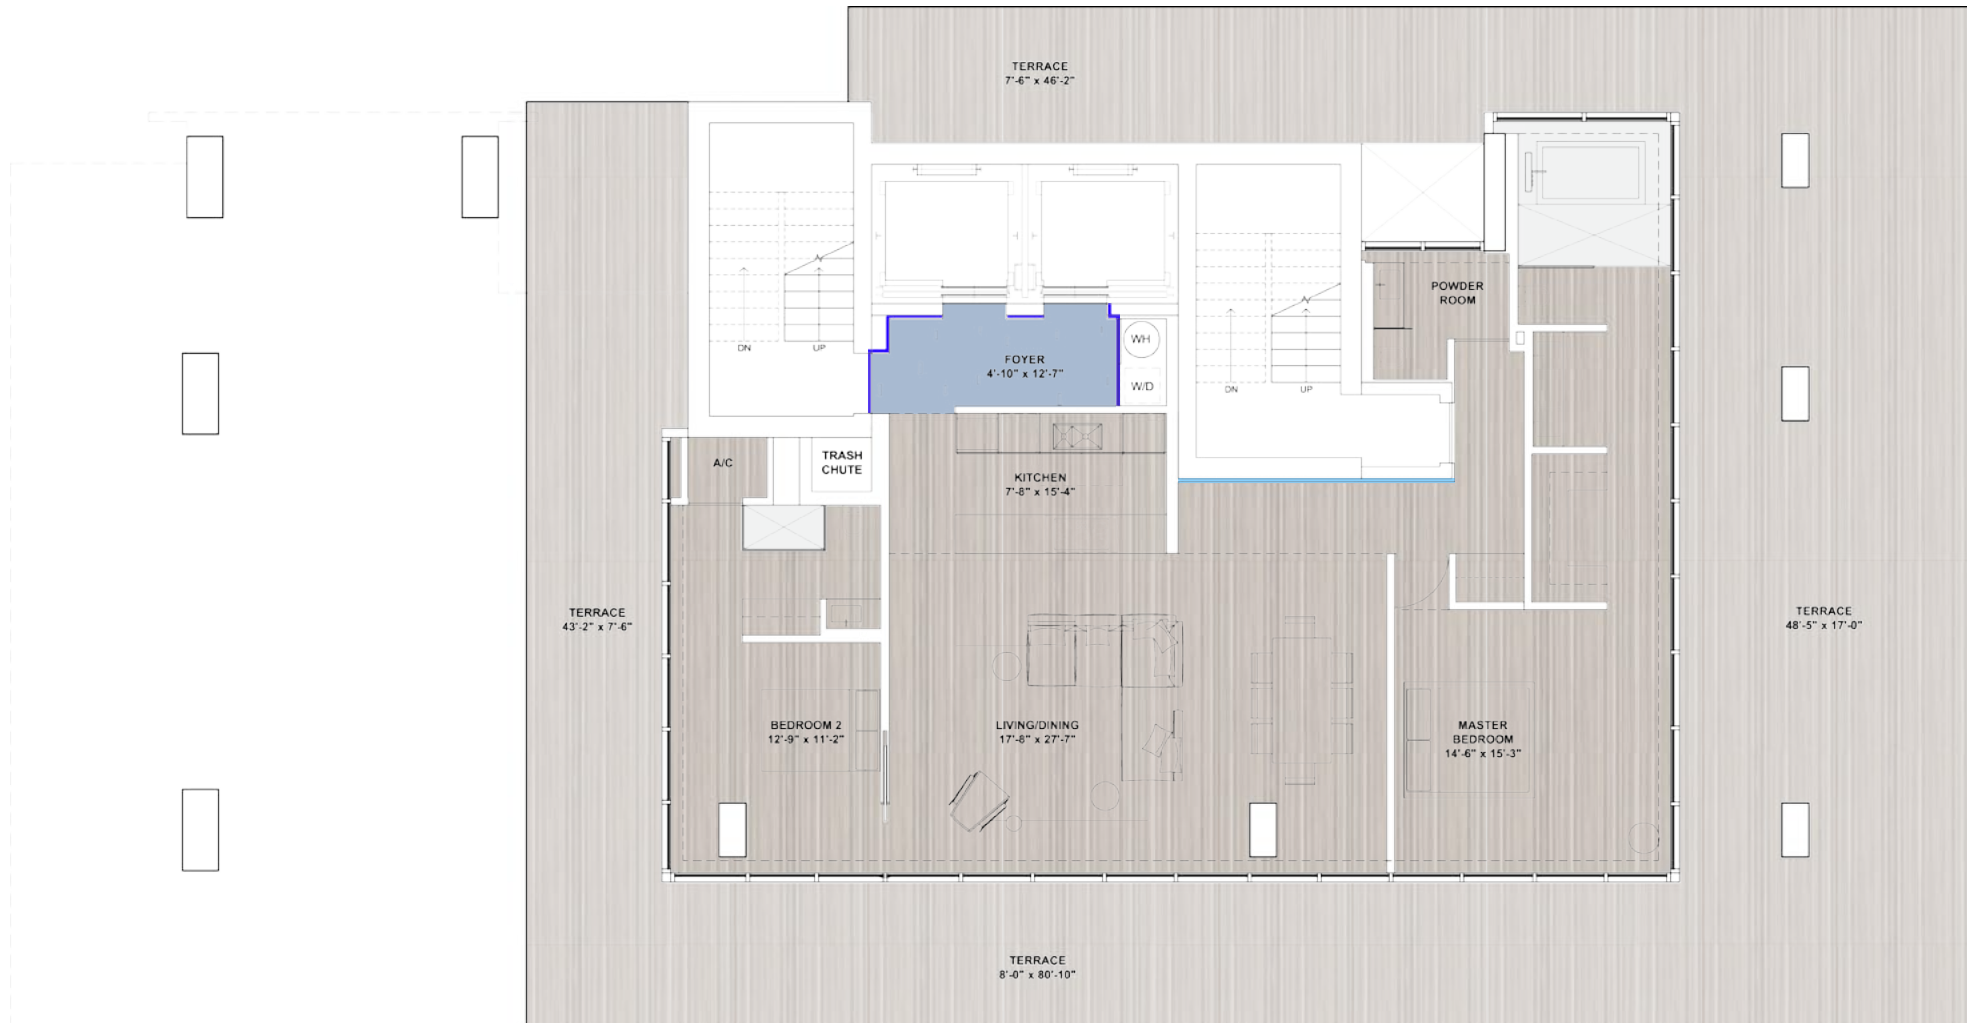 TERRACE
7'-6" x 46'-2"
POWDER
ROOM
DN
UP
FOYER
4'-10" x 12'-7"
WH
W/D
DN
UP
A/C
TRASH
CHUTE
KITCHEN
7'-8" x 15'-4"
TERRACE
43'-2" x 7'-6"
TERRACE
48'-5" x 17'-0"
BEDROOM 2
12'-9" x 11'-2"
LIVING/DINING
17'-8" x 27'-7"
MASTER
BEDROOM
14'-6" x 15'-3"
TERRACE
8'-0" x 80'-10"